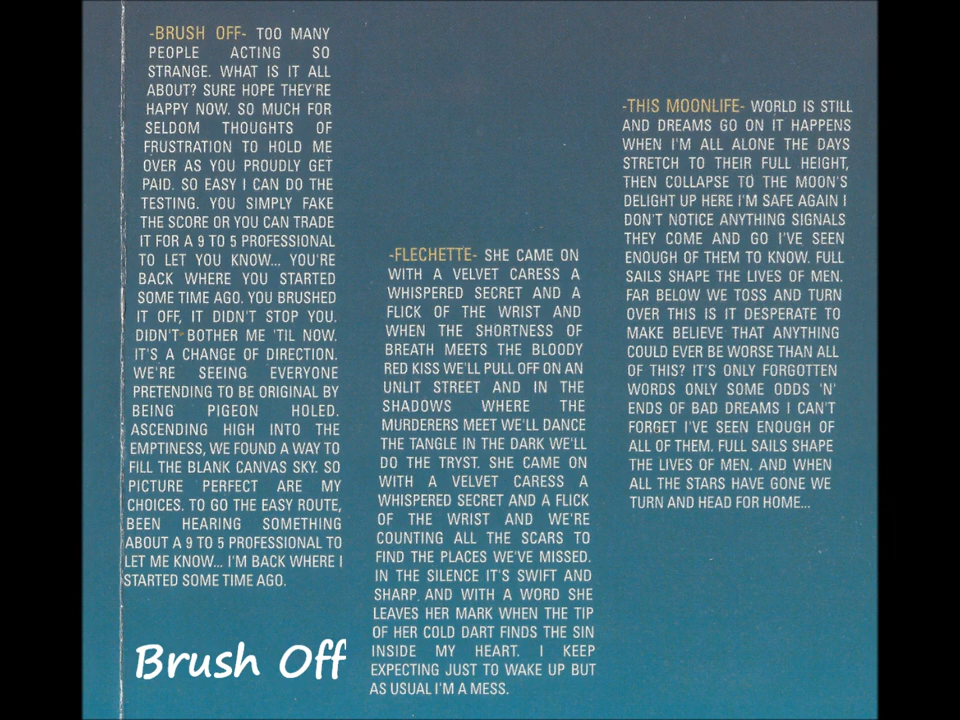 -BRUSH OFF- TOO MANY
PEOPLE ACTING SO
STRANGE. WHAT IS IT ALL
ABOUT? SURE HOPE THEY'RE
HAPPY NOW. SO MUCH FOR
SELDOM THOUGHTS OF
FRUSTRATION TO HOLD ME
OVER AS YOU PROUDLY GET
PAID. SO EASY I CAN DO THE
TESTING. YOU SIMPLY FAKE
THE SCORE OR YOU CAN TRADE
IT FOR A 9 TO 5 PROFESSIONAL
TO LET YOU KNOW... YOU'RE
BACK WHERE YOU STARTED
SOME TIME AGO. YOU BRUSHED
IT OFF, IT DIDN'T STOP YOU.
DIDN'T BOTHER ME 'TIL NOW.
IT'S A CHANGE OF DIRECTION.
WE'RE SEEING EVERYONE
PRETENDING TO BE ORIGINAL BY
BEING PIGEON HOLED.
ASCENDING HIGH INTO THE
EMPTINESS, WE FOUND A WAY TO
FILL THE BLANK CANVAS SKY. SO
PICTURE PERFECT ARE MY
CHOICES. TO GO THE EASY ROUTE,
BEEN HEARING SOMETHING
ABOUT A 9 TO 5 PROFESSIONAL TO
LET ME KNOW... I'M BACK WHERE I
STARTED SOME TIME AGO.
Brush Off
-FLECHETTE- SHE CAME ON
WITH A VELVET CARESS A
WHISPERED SECRET AND A
FLICK OF THE WRIST AND
WHEN THE SHORTNESS OF
BREATH MEETS THE BLOODY
RED KISS WE'LL PULL OFF ON AN
UNLIT STREET AND IN THE
SHADOWS WHERE THE
MURDERERS MEET WE'LL DANCE
THE TANGLE IN THE DARK WE'LL
DO THE TRYST. SHE CAME ON
WITH A VELVET CARESS A
WHISPERED SECRET AND A FLICK
OF THE WRIST AND WE'RE
COUNTING ALL THE SCARS TO
FIND THE PLACES WE'VE MISSED.
IN THE SILENCE IT'S SWIFT AND
SHARP. AND WITH A WORD SHE
LEAVES HER MARK WHEN THE TIP
OF HER COLD DART FINDS THE SIN
INSIDE MY HEART. I KEEP
EXPECTING JUST TO WAKE UP BUT
AS USUAL I'M A MESS.
-THIS MOONLIFE- WORLD IS STILL
AND DREAMS GO ON IT HAPPENS
WHEN I'M ALL ALONE THE DAYS
STRETCH TO THEIR FULL HEIGHT,
THEN COLLAPSE TO THE MOON'S
DELIGHT UP HERE I'M SAFE AGAIN I
DON'T NOTICE ANYTHING SIGNALS
THEY COME AND GO I'VE SEEN
ENOUGH OF THEM TO KNOW. FULL
SAILS SHAPE THE LIVES OF MEN.
FAR BELOW WE TOSS AND TURN
OVER THIS IS IT DESPERATE TO
MAKE BELIEVE THAT ANYTHING
COULD EVER BE WORSE THAN ALL
OF THIS? IT'S ONLY FORGOTTEN
WORDS ONLY SOME ODDS 'N'
ENDS OF BAD DREAMS I CAN'T
FORGET I'VE SEEN ENOUGH OF
ALL OF THEM. FULL SAILS SHAPE
THE LIVES OF MEN. AND WHEN
ALL THE STARS HAVE GONE WE
TURN AND HEAD FOR HOME...